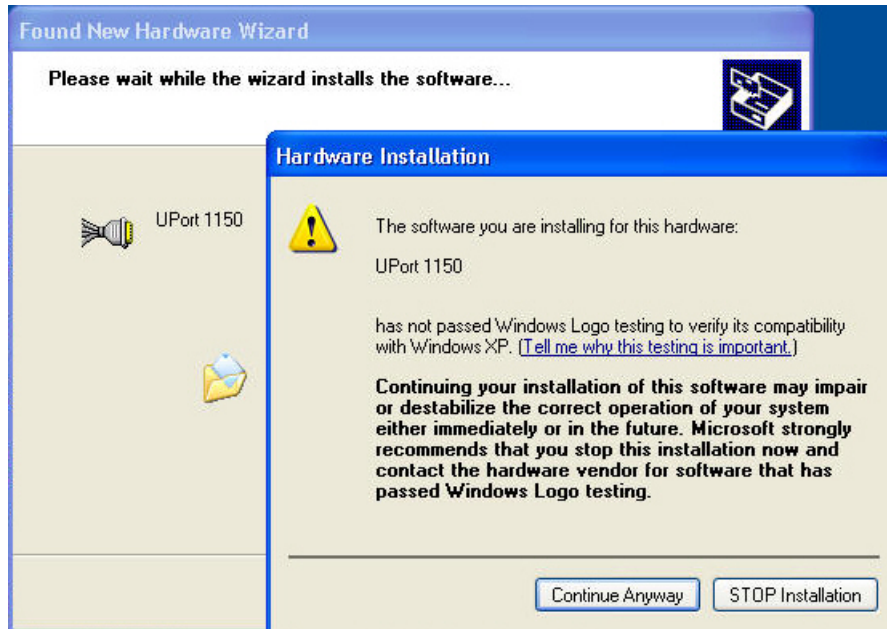 Found New Hardware Wizard
Please wait while the wizard installs the software...
Hardware Installation
UPort 1150
The software you are installing for this hardware:
UPort 1150
has not passed Windows Logo testing to verify its compatibility
with Windows XP. (Tell me why this testing is important.)
Continuing your installation of this software may impair
or destabilize the correct operation of your system
either immediately or in the future. Microsoft strongly
recommends that you stop this installation now and
contact the hardware vendor for software that has
passed Windows Logo testing.
Continue Anyway
STOP Installation